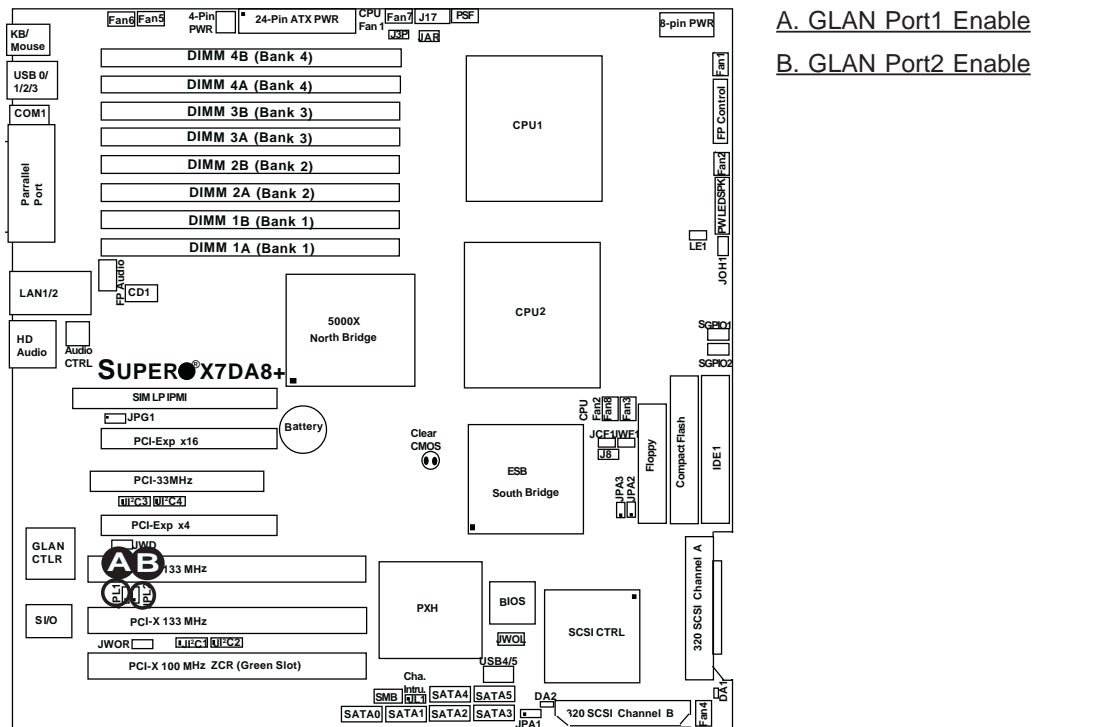 Fan6 Fan5
4-Pin
PWR
24-Pin ATX PWR
CPU
Fan 1
Fan7
J17
PSF
J3P
JAR
8-pin PWR
A. GLAN Port1 Enable
B. GLAN Port2 Enable
KB/
Mouse
USB 0/
1/2/3
COM1
Parrallel
Port
DIMM 4B (Bank 4)
DIMM 4A (Bank 4)
DIMM 3B (Bank 3)
DIMM 3A (Bank 3)
DIMM 2B (Bank 2)
DIMM 2A (Bank 2)
DIMM 1B (Bank 1)
DIMM 1A (Bank 1)
CPU1
Fan1
FP Control
Fan2
PWLEDSPK
LE1
JOH1
LAN1/2
FP Audio
CD1
5000X
North Bridge
CPU2
HD
Audio
Audio
CTRL
SUPER®X7DA8+
SGPIO1
SGPIO2
SIM LP IPMI
JPG1
PCI-Exp x16
Battery
Clear
CMOS
CPU
Fan2
Fan8
Fan3
JCF1
JWF1
J8
Floppy
Compact Flash
IDE1
PCI-33MHz
JI²C3 JI²C4
ESB
South Bridge
JPA3
JPA2
PCI-Exp x4
GLAN
CTLR
JWD
A B
133 MHz
PL1
PL2
PCI-X 133 MHz
SI/O
PXH
BIOS
SCSI CTRL
320 SCSI Channel A
JWOR
JI²C1 JI²C2
JWOL
PCI-X 100 MHz ZCR (Green Slot)
USB4/5
Cha.
Intru.
JL1
SMB
SATA4 SATA5
SATA0 SATA1 SATA2 SATA3
JPA1
DA2
320 SCSI Channel B
Fan4
DA1